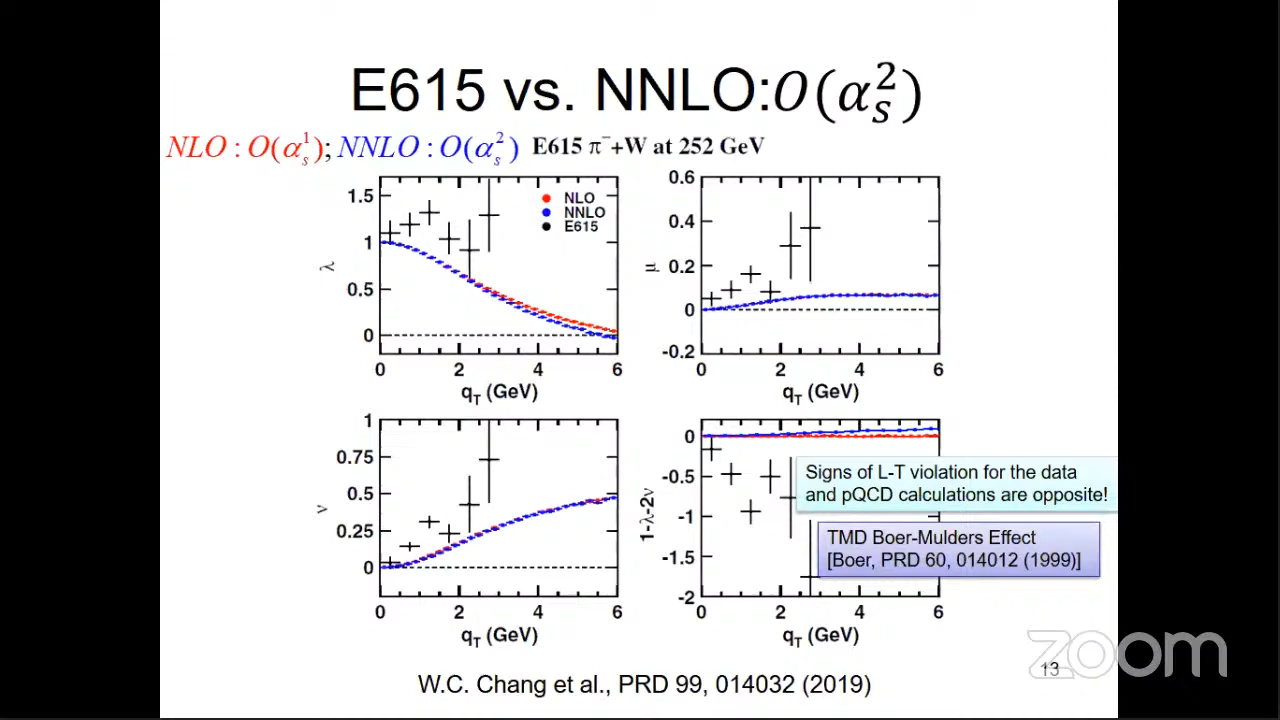 E615 vs. NNLO:O(αₛ²)
NLO : O(αₛ¹); NNLO : O(αₛ²) E615 π⁻+W at 252 GeV
1.5
1
0.5
0
λ
NLO
NNLO
E615
0 2 4 6
q_T (GeV)
0.6
0.4
0.2
0
-0.2
μ
0 2 4 6
q_T (GeV)
1
0.75
0.5
0.25
0
ν
0 2 4 6
q_T (GeV)
0
-0.5
-1
-1.5
-2
1-λ-2ν
0 2 4 6
q_T (GeV)
Signs of L-T violation for the data
and pQCD calculations are opposite!
TMD Boer-Mulders Effect
[Boer, PRD 60, 014012 (1999)]
W.C. Chang et al., PRD 99, 014032 (2019)
13
zoom